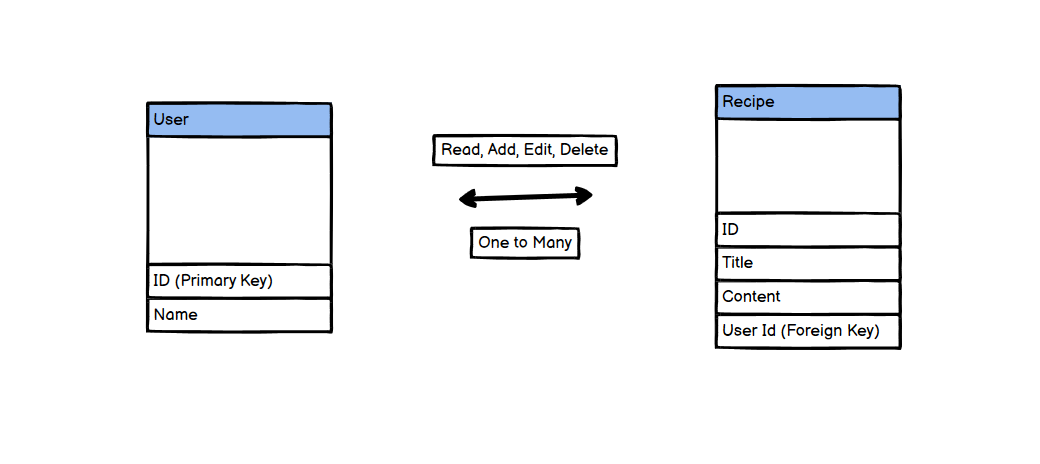 User
ID (Primary Key)
Name
Read, Add, Edit, Delete
One to Many
Recipe
ID
Title
Content
User Id (Foreign Key)